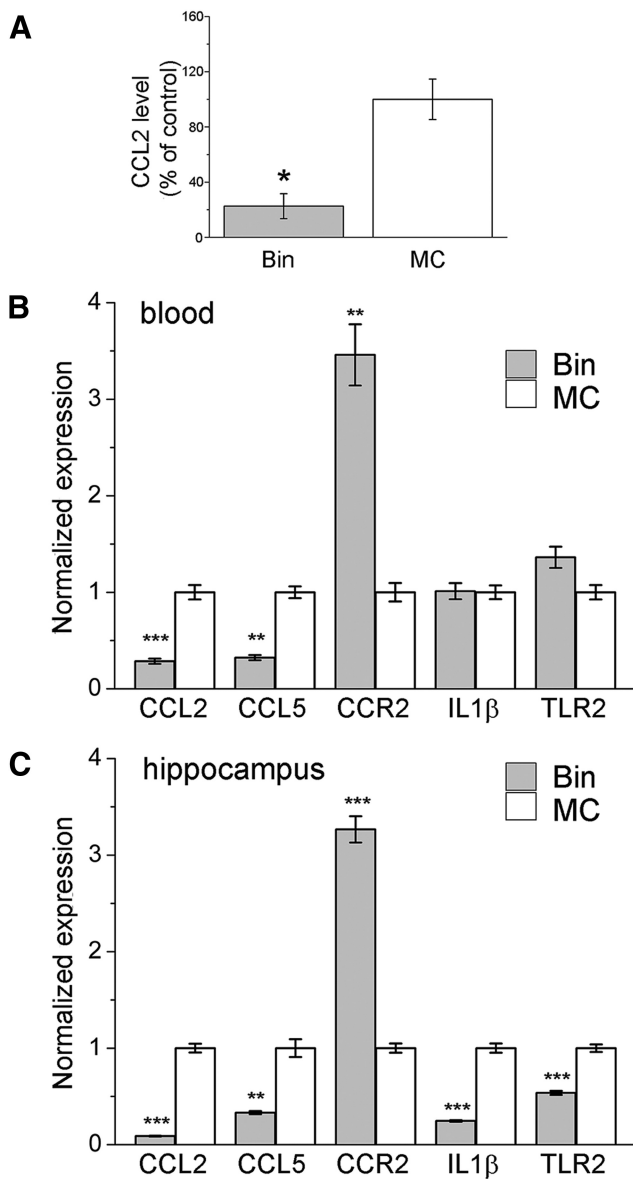 A
CCL2 level
(% of control)
160
120
80
40
0
*
Bin
MC
B
blood
Normalized expression
4
3
2
1
0
Bin
MC
***
**
**
CCL2
CCL5
CCR2
IL1β
TLR2
C
hippocampus
Normalized expression
4
3
2
1
0
Bin
MC
***
**
***
***
***
CCL2
CCL5
CCR2
IL1β
TLR2